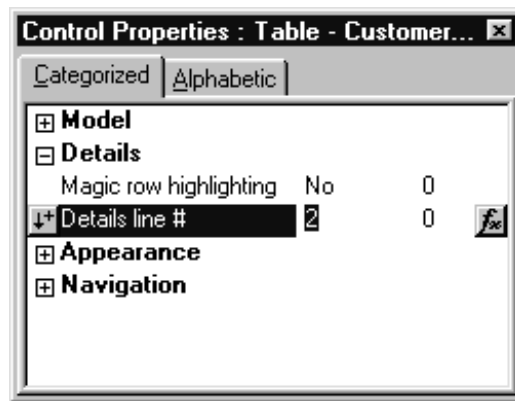 Control Properties : Table - Customer...
Categorized Alphabetic
Model
Details
Magic row highlighting No 0
Details line # 2 0 fx
Appearance
Navigation